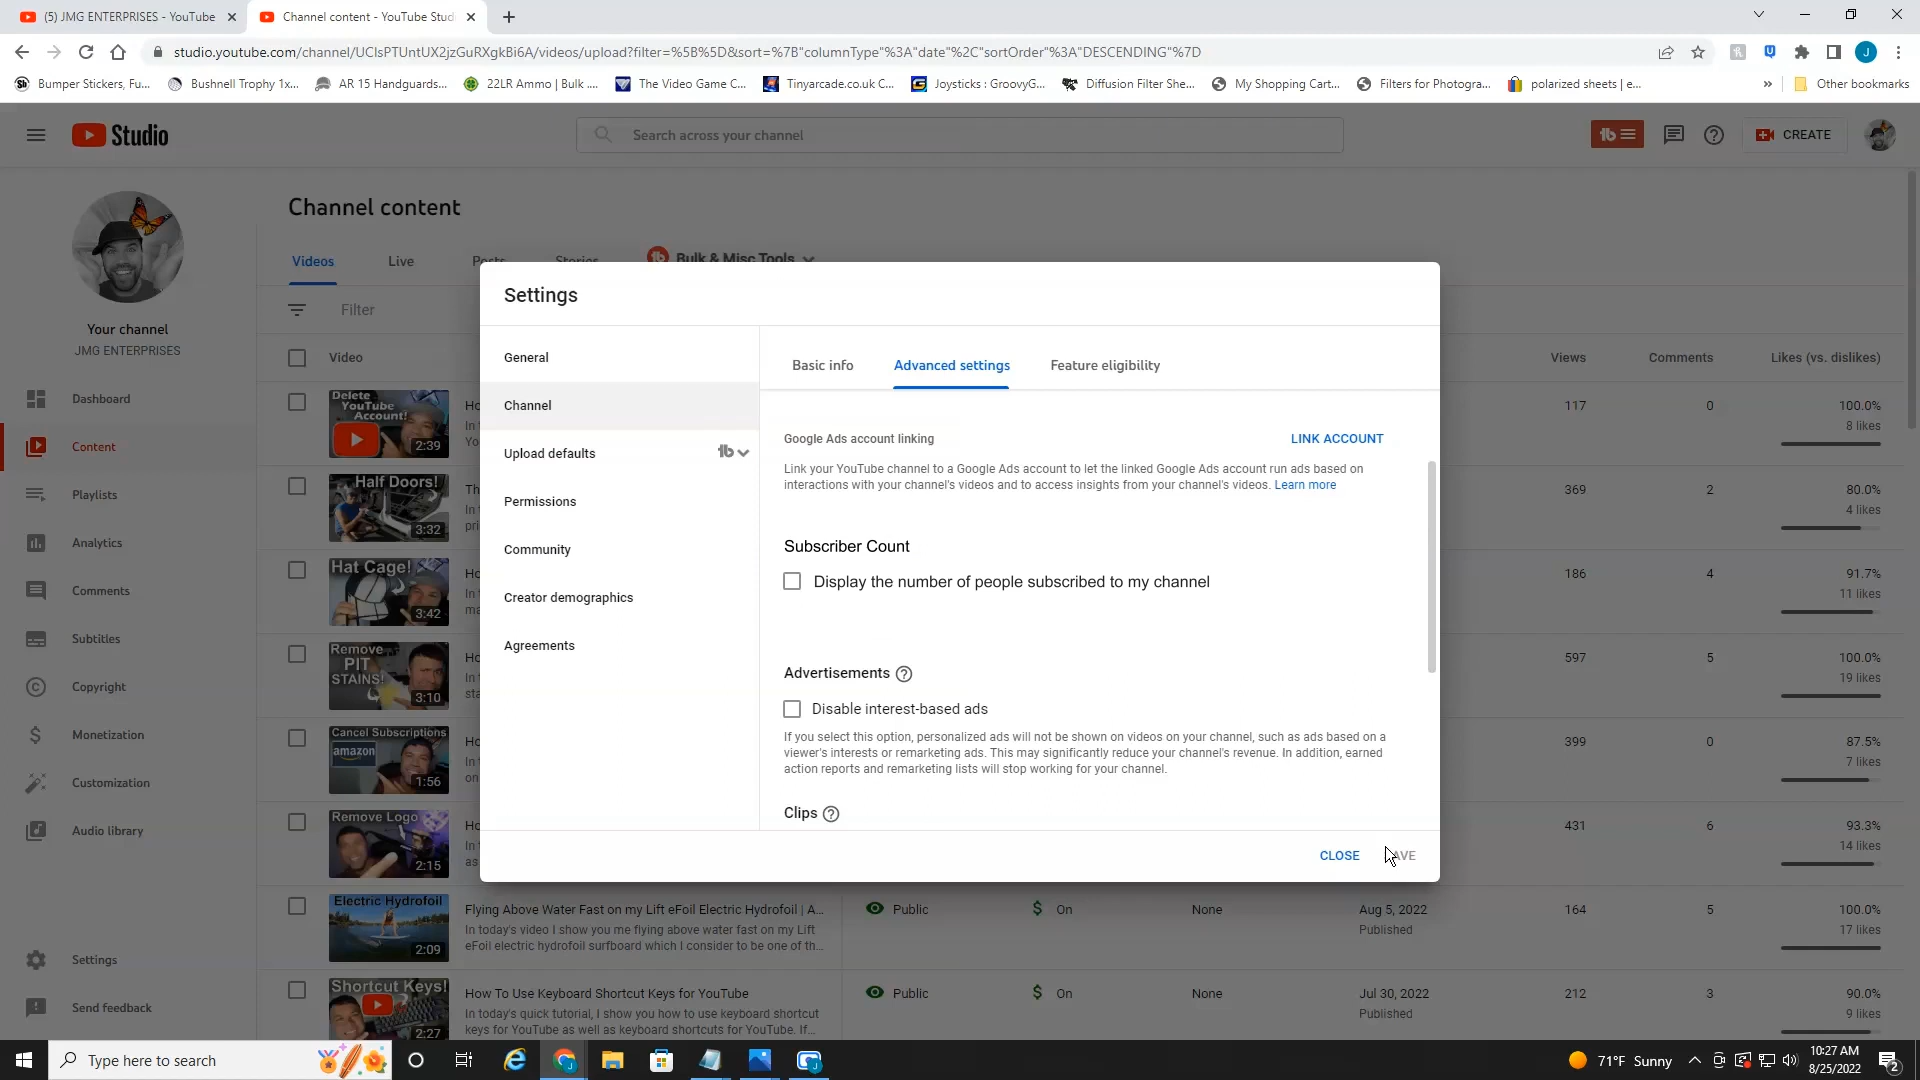 (5) JMG ENTERPRISES - YouTube
Channel content - YouTube Studi
studio.youtube.com/channel/UCIsPTUntUX2jzGuRXgkBi6A/videos/upload?filter=%5B%5D&sort=%7B"columnType"%3A"date"%2C"sortOrder"%3A"DESCENDING"%7D
J
Bumper Stickers, Fu...
Bushnell Trophy 1x...
AR 15 Handguards...
22LR Ammo | Bulk ....
The Video Game C...
Tinyarcade.co.uk C...
Joysticks : GroovyG...
Diffusion Filter She...
My Shopping Cart...
Filters for Photogra...
polarized sheets | e...
»
Other bookmarks
Studio
Search across your channel
CREATE
Your channel
JMG ENTERPRISES
Dashboard
Content
Playlists
Analytics
Comments
Subtitles
Copyright
Monetization
Customization
Audio library
Settings
Send feedback
Channel content
Videos
Live
Posts
Stories
Bulk & Misc Tools
Filter
Video
Views
Comments
Likes (vs. dislikes)
Delete
YouTube
Account!
2:39
117
0
100.0%
8 likes
Half Doors!
3:32
369
2
80.0%
4 likes
Hat Cage!
3:42
186
4
91.7%
11 likes
Remove
PIT
STAINS!
3:10
597
5
100.0%
19 likes
Cancel Subscriptions
amazon
1:56
399
0
87.5%
7 likes
Remove Logo
2:15
431
6
93.3%
14 likes
Electric Hydrofoil
2:09
Flying Above Water Fast on my Lift eFoil Electric Hydrofoil | A...
In today's video I show you me flying above water fast on my Lift
eFoil electric hydrofoil surfboard which I consider to be one of th...
Public
On
None
Aug 5, 2022
Published
164
5
100.0%
17 likes
Shortcut Keys!
2:27
How To Use Keyboard Shortcut Keys for YouTube
In today's quick tutorial, I show you how to use keyboard shortcut
keys for YouTube as well as keyboard shortcuts for YouTube. If...
Public
On
None
Jul 30, 2022
Published
212
3
90.0%
9 likes
Settings
General
Channel
Upload defaults
Permissions
Community
Creator demographics
Agreements
Basic info
Advanced settings
Feature eligibility
Google Ads account linking
LINK ACCOUNT
Link your YouTube channel to a Google Ads account to let the linked Google Ads account run ads based on
interactions with your channel's videos and to access insights from your channel's videos. Learn more
Subscriber Count
Display the number of people subscribed to my channel
Advertisements
Disable interest-based ads
If you select this option, personalized ads will not be shown on videos on your channel, such as ads based on a
viewer's interests or remarketing ads. This may significantly reduce your channel's revenue. In addition, earned
action reports and remarketing lists will stop working for your channel.
Clips
CLOSE
Type here to search
71°F Sunny
10:27 AM
8/25/2022
2